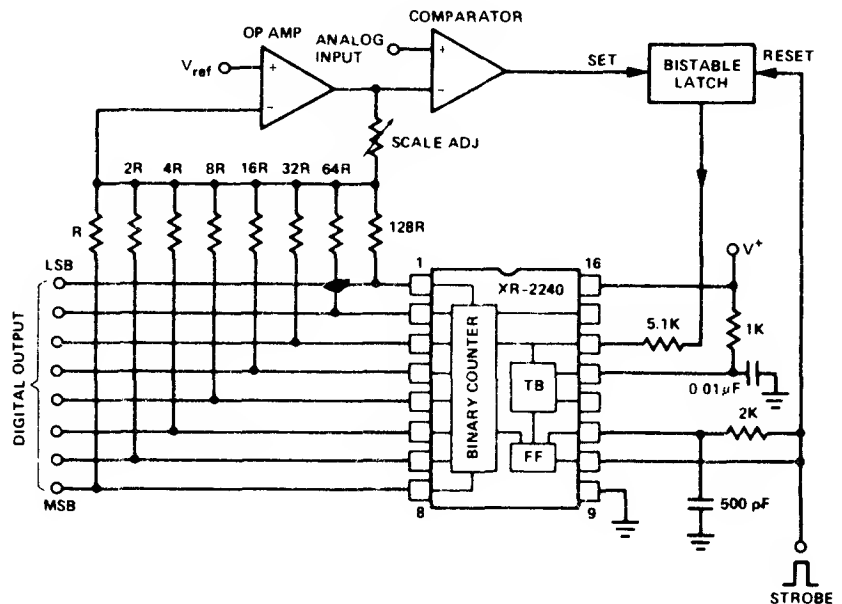 COMPARATOR
OP AMP
ANALOG
INPUT
Vref
+
−
+
−
SET
BISTABLE
LATCH
RESET
SCALE ADJ
2R
4R
8R
16R
32R
64R
R
128R
LSB
1
16
XR-2240
V+
5.1K
1K
0.01μF
DIGITAL OUTPUT
BINARY COUNTER
TB
2K
FF
MSB
8
9
500 pF
STROBE